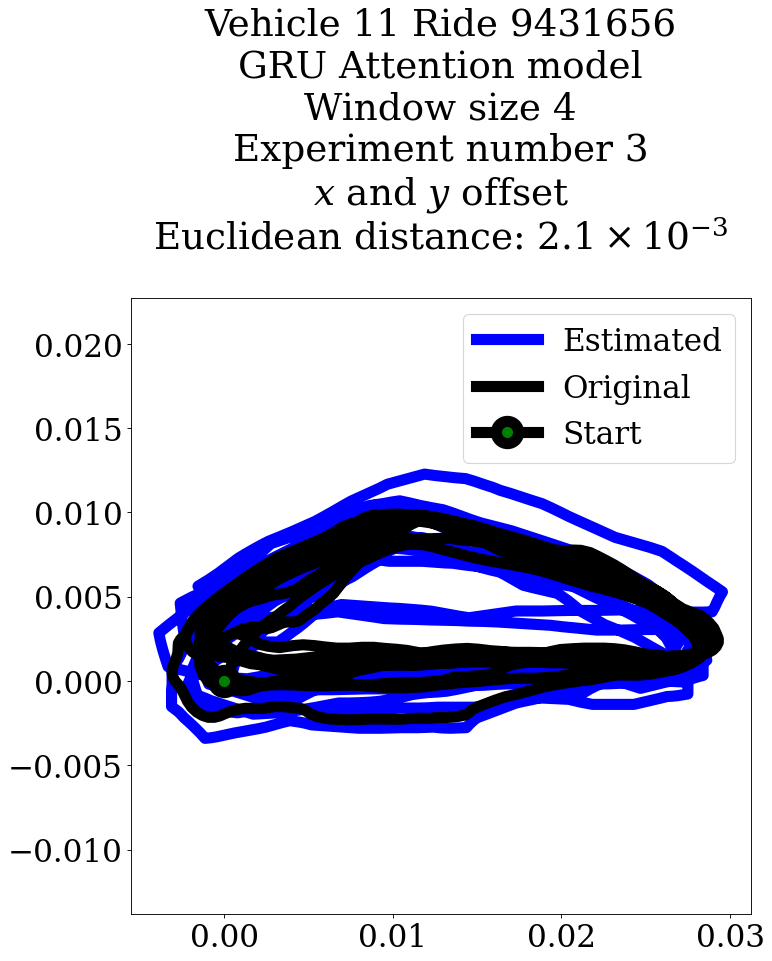 Vehicle 11 Ride 9431656
GRU Attention model
Window size 4
Experiment number 3
x and y offset
Euclidean distance: 2.1 × 10⁻³
Estimated
Original
Start
0.020
0.015
0.010
0.005
0.000
−0.005
−0.010
0.00 0.01 0.02 0.03